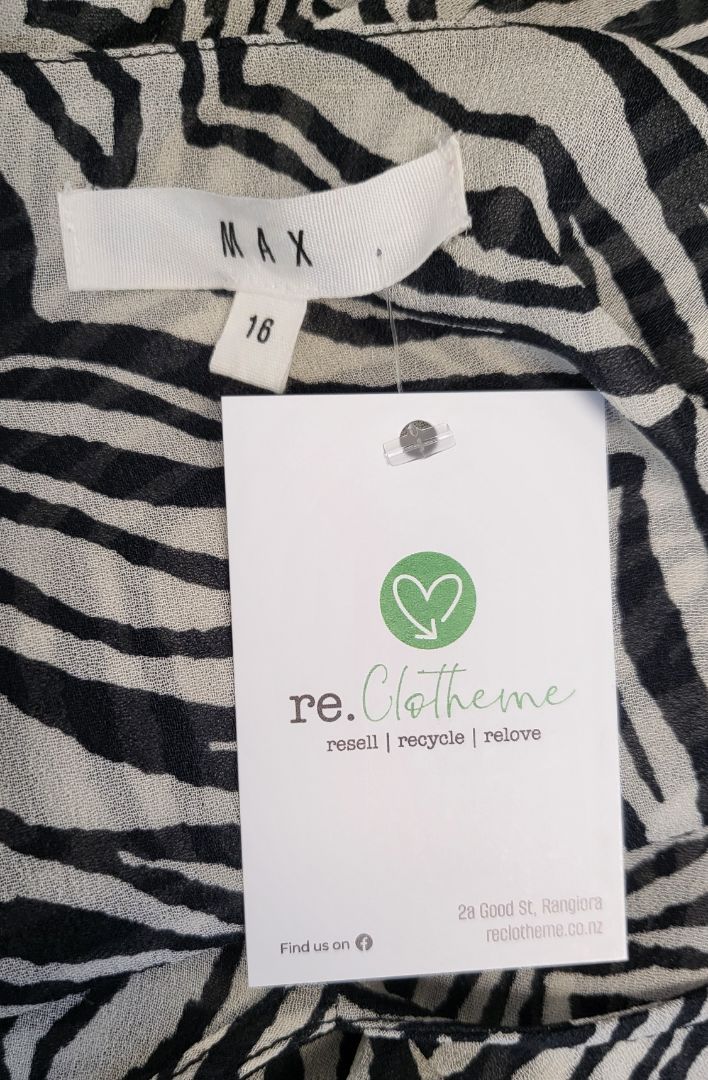 MAX
16
re.Clotheme
resell | recycle | relove
2a Good St, Rangiora
reclotheme.co.nz
Find us on